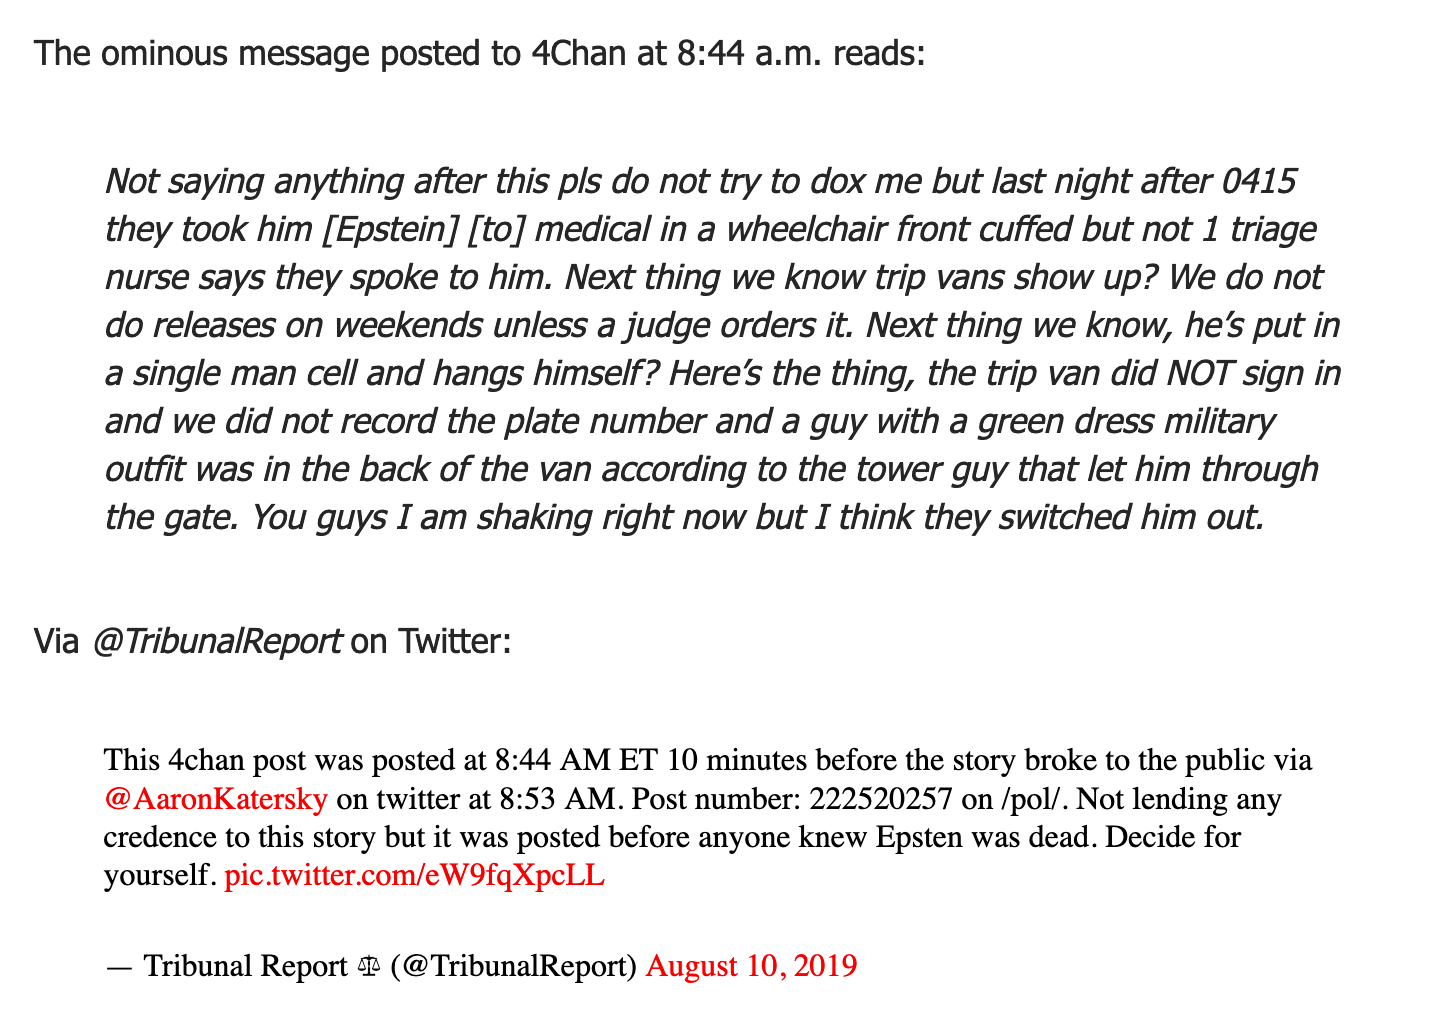 The ominous message posted to 4Chan at 8:44 a.m. reads:
Not saying anything after this pls do not try to dox me but last night after 0415
they took him [Epstein] [to] medical in a wheelchair front cuffed but not 1 triage
nurse says they spoke to him. Next thing we know trip vans show up? We do not
do releases on weekends unless a judge orders it. Next thing we know, he’s put in
a single man cell and hangs himself? Here’s the thing, the trip van did NOT sign in
and we did not record the plate number and a guy with a green dress military
outfit was in the back of the van according to the tower guy that let him through
the gate. You guys I am shaking right now but I think they switched him out.
Via @TribunalReport on Twitter:
This 4chan post was posted at 8:44 AM ET 10 minutes before the story broke to the public via
@AaronKatersky on twitter at 8:53 AM. Post number: 222520257 on /pol/. Not lending any
credence to this story but it was posted before anyone knew Epsten was dead. Decide for
yourself. pic.twitter.com/eW9fqXpcLL
— Tribunal Report ⚖ (@TribunalReport) August 10, 2019